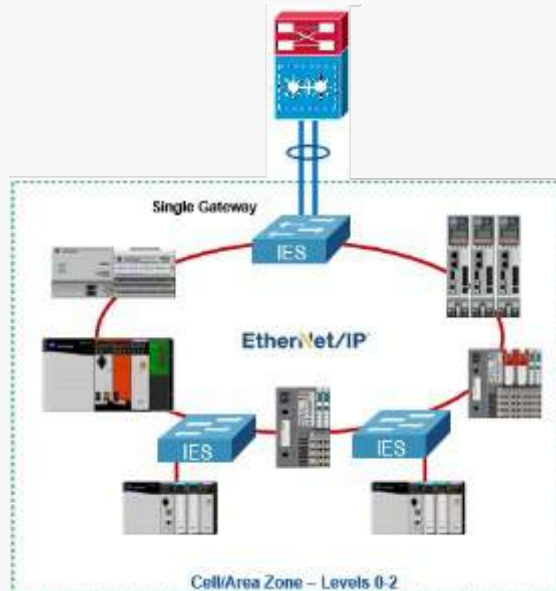 Single Gateway
IES
EtherNet/IP
IES
IES
Cell/Area Zone – Levels 0-2